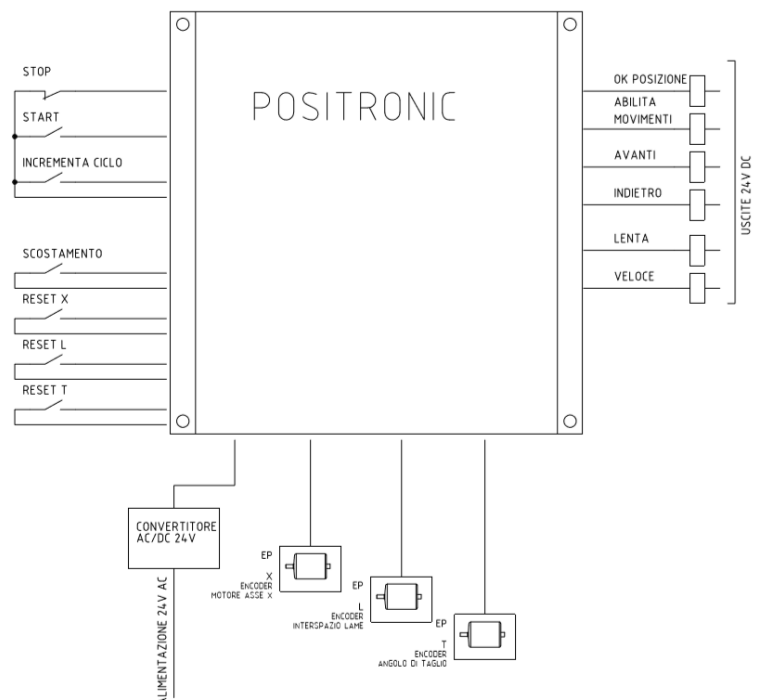 POSITRONIC
STOP
START
INCREMENTA CICLO
SCOSTAMENTO
RESET X
RESET L
RESET T
OK POSIZIONE
ABILITA
MOVIMENTI
AVANTI
INDIETRO
LENTA
VELOCE
USCITE 24V DC
CONVERTITORE
AC/DC 24V
ALIMENTAZIONE 24V AC
EP
X
ENCODER
MOTORE ASSE X
EP
L
ENCODER
INTERSPAZIO LAME
EP
T
ENCODER
ANGOLO DI TAGLIO